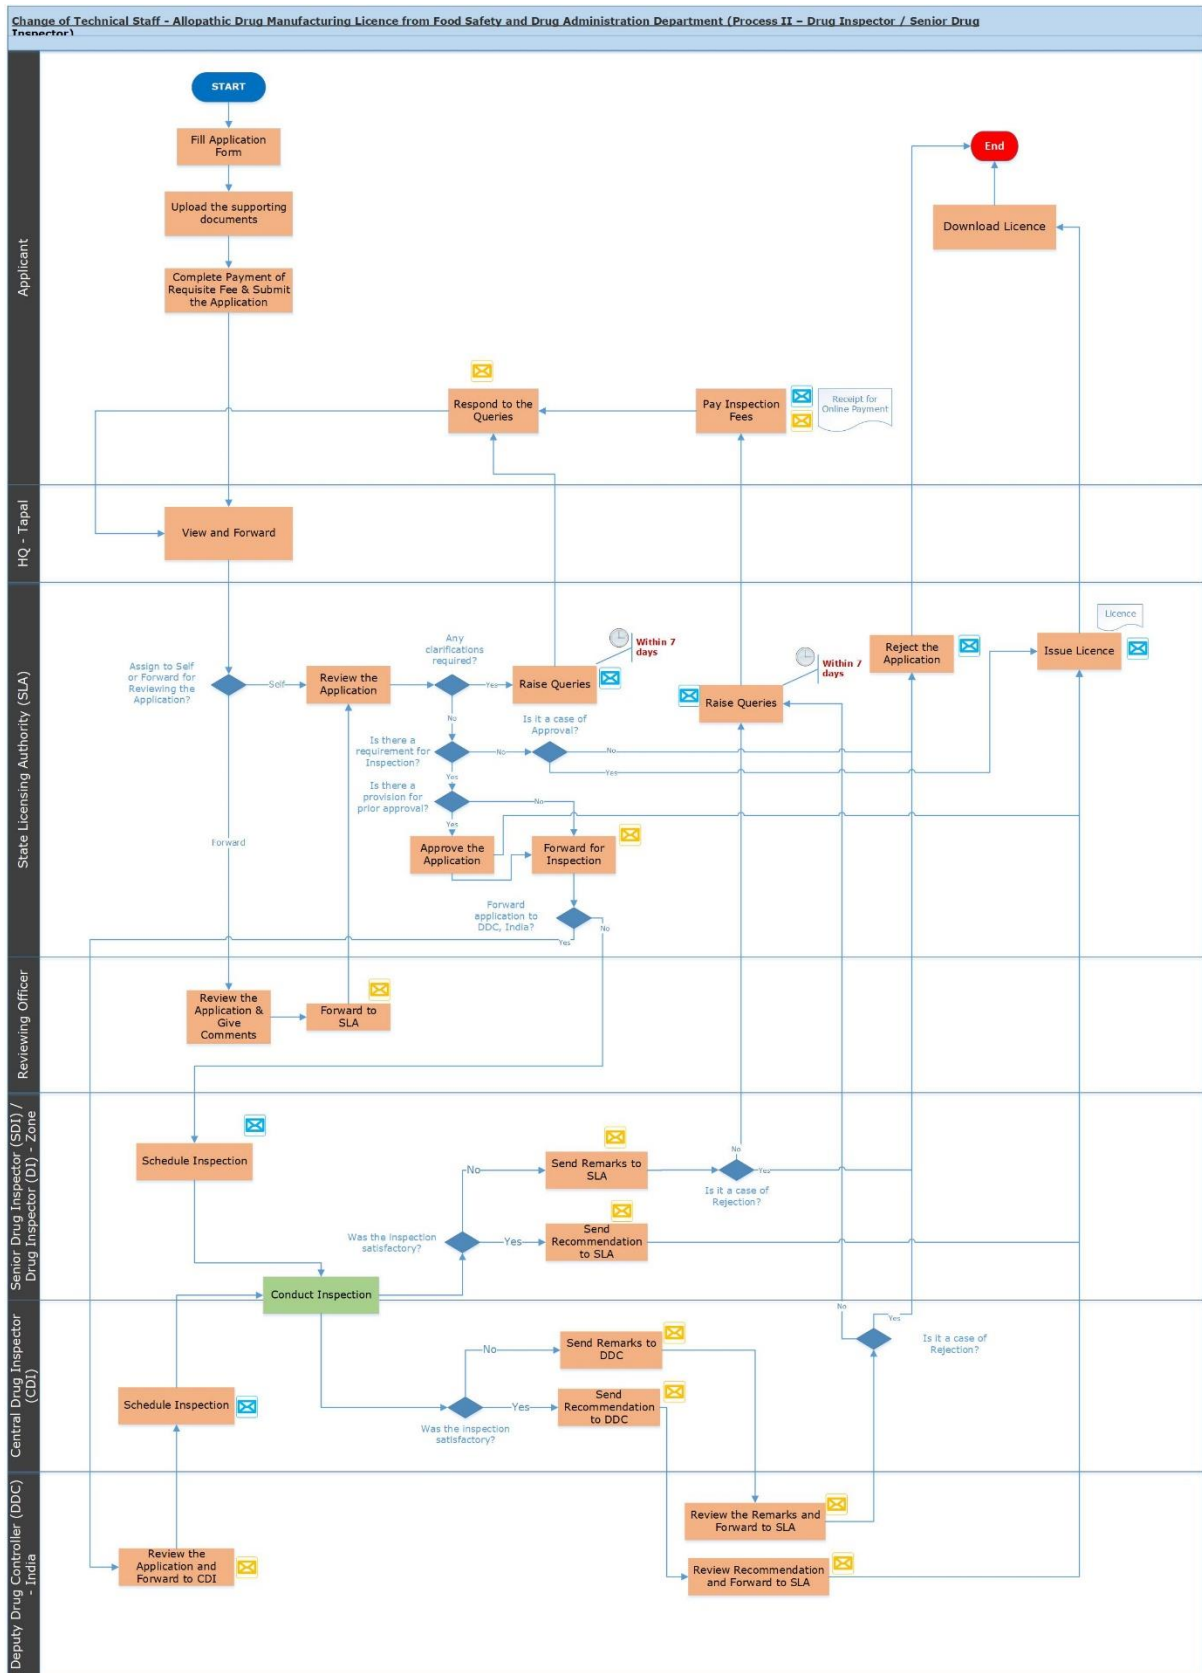 Change of Technical Staff - Allopathic Drug Manufacturing Licence from Food Safety and Drug Administration Department (Process II – Drug Inspector / Senior Drug
Inspector)
Applicant
START
Fill Application
Form
Upload the supporting
documents
Complete Payment of
Requisite Fee & Submit
the Application
End
Download Licence
Respond to the
Queries
Pay Inspection
Fees
Receipt for
Online Payment
HQ - Tapal
View and Forward
State Licensing Authority (SLA)
Assign to Self
or Forward for
Reviewing the
Application?
Self
Forward
Review the
Application
Any
clarifications
required?
Yes
No
Raise Queries
Within 7
days
Raise Queries
Within 7
days
Reject the
Application
Licence
Issue Licence
Is there a
requirement for
Inspection?
No
Yes
Is it a case of
Approval?
No
Yes
Is there a
provision for
prior approval?
No
Yes
Approve the
Application
Forward for
Inspection
Forward
application to
DDC, India?
No
Yes
Reviewing Officer
Review the
Application &
Give
Comments
Forward to
SLA
Senior Drug Inspector (SDI) /
Drug Inspector (DI) - Zone
Schedule Inspection
Conduct Inspection
Was the inspection
satisfactory?
No
Yes
Send Remarks to
SLA
Send
Recommendation
to SLA
No
Yes
Is it a case of
Rejection?
Central Drug Inspector
(CDI)
Schedule Inspection
Was the inspection
satisfactory?
No
Yes
Send Remarks to
DDC
Send
Recommendation
to DDC
No
Yes
Is it a case of
Rejection?
Deputy Drug Controller (DDC)
- India
Review the
Application and
Forward to CDI
Review the Remarks and
Forward to SLA
Review Recommendation
and Forward to SLA